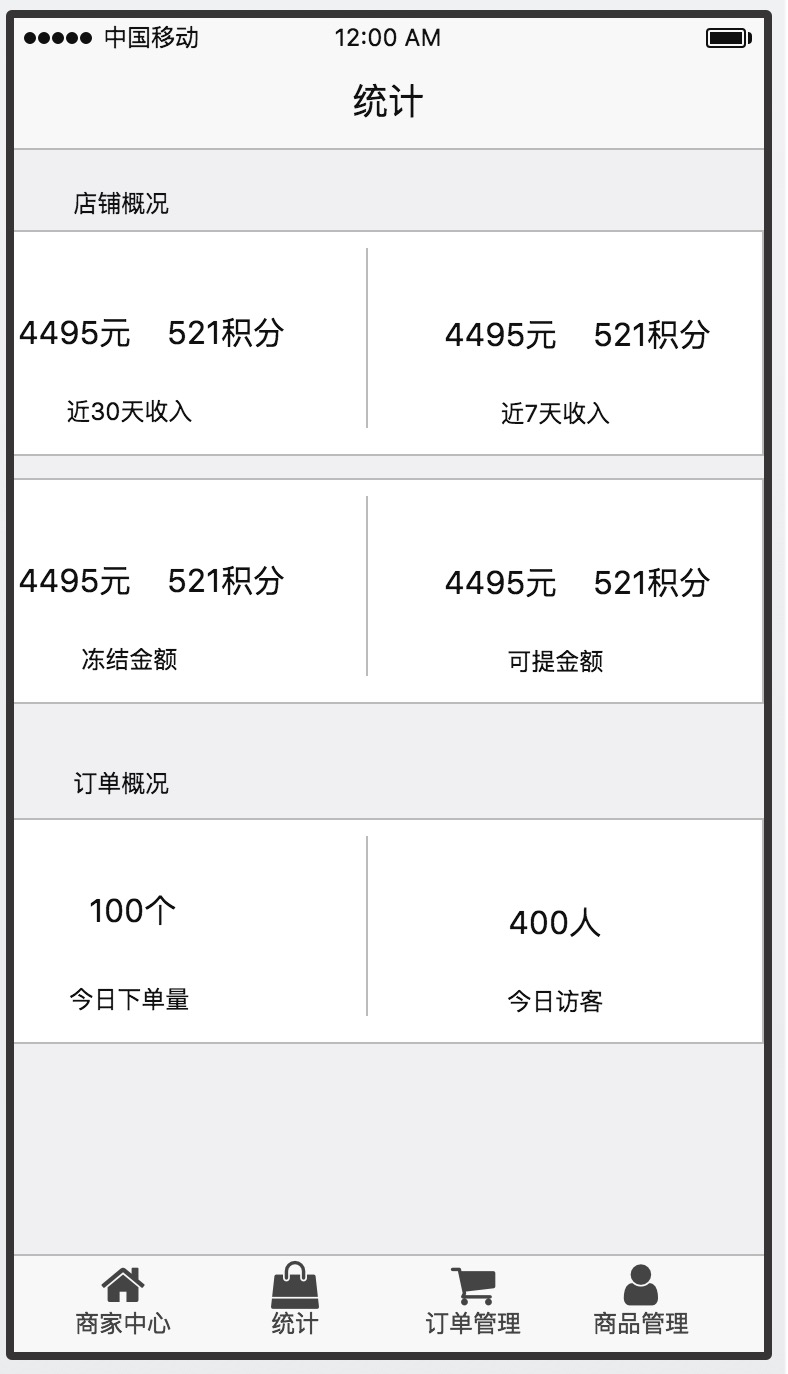 中国移动 12:00 AM
统计
店铺概况
4495元 521积分 4495元 521积分
近30天收入 近7天收入
4495元 521积分 4495元 521积分
冻结金额 可提金额
订单概况
100个 400人
今日下单量 今日访客
商家中心 统计 订单管理 商品管理